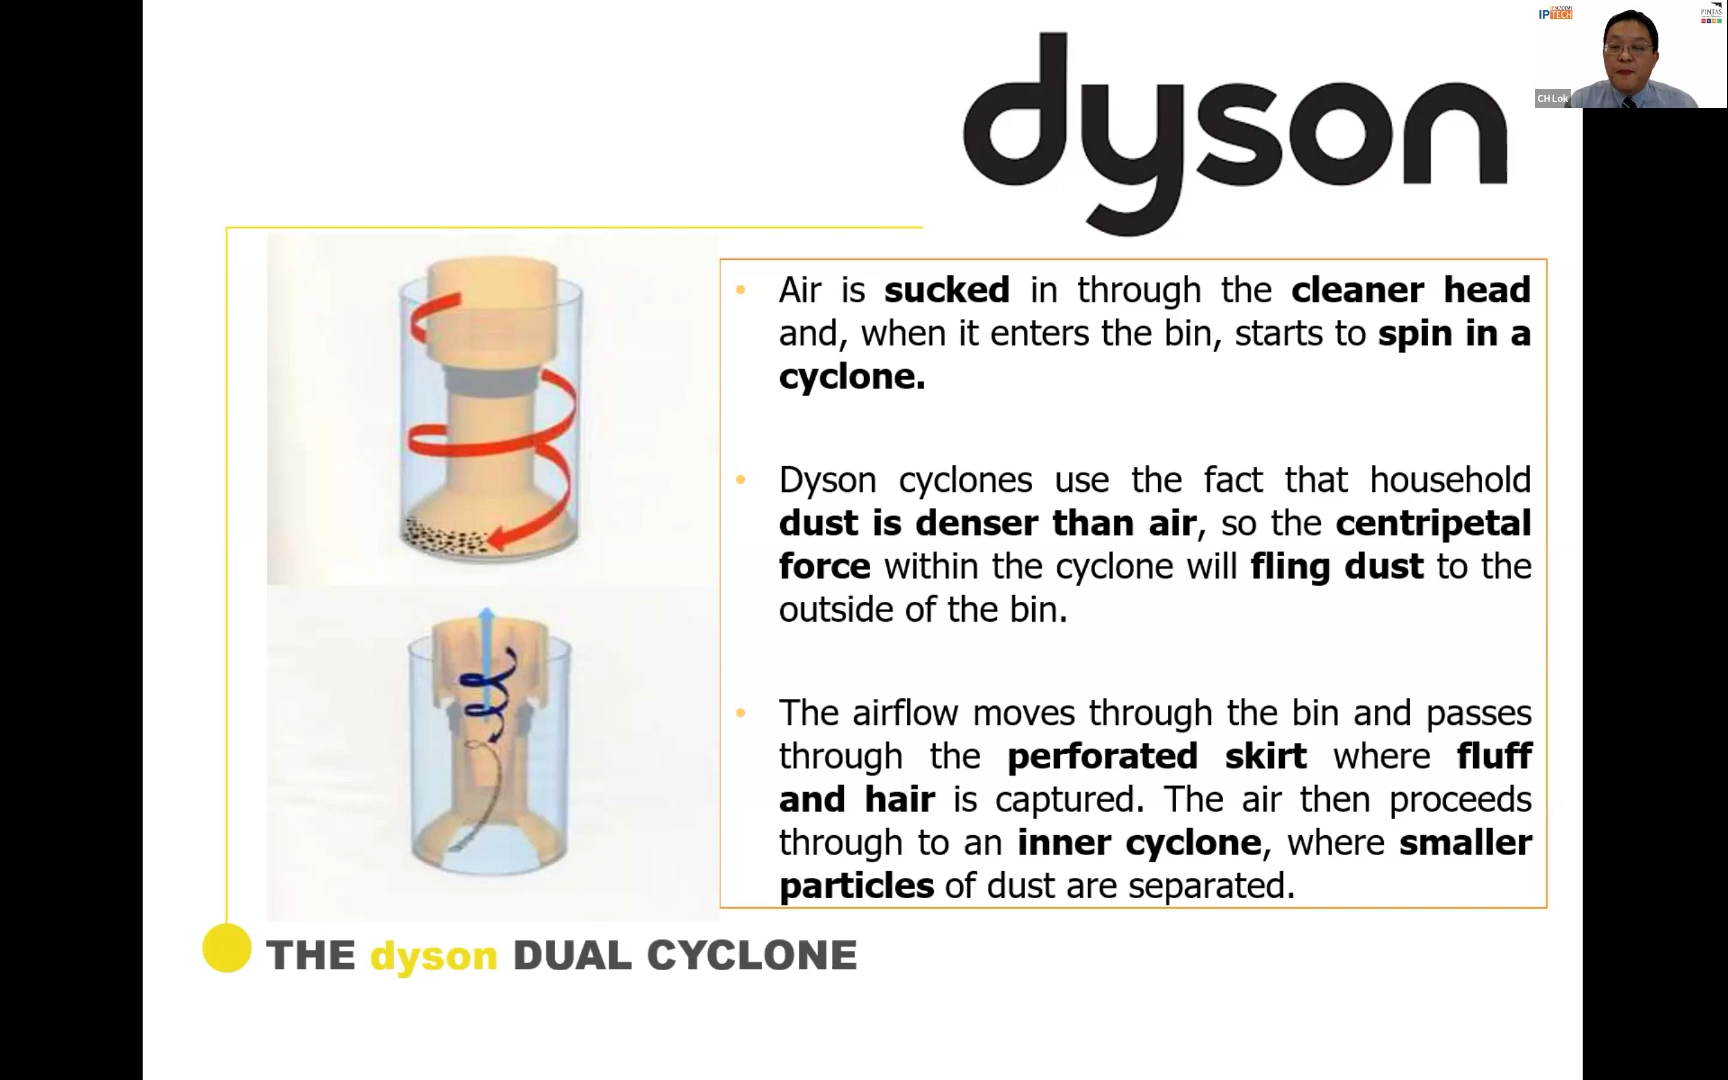 dyson
IP TECH
PINTAS
CH Lok
• Air is sucked in through the cleaner head
and, when it enters the bin, starts to spin in a
cyclone.
• Dyson cyclones use the fact that household
dust is denser than air, so the centripetal
force within the cyclone will fling dust to the
outside of the bin.
• The airflow moves through the bin and passes
through the perforated skirt where fluff
and hair is captured. The air then proceeds
through to an inner cyclone, where smaller
particles of dust are separated.
THE dyson DUAL CYCLONE